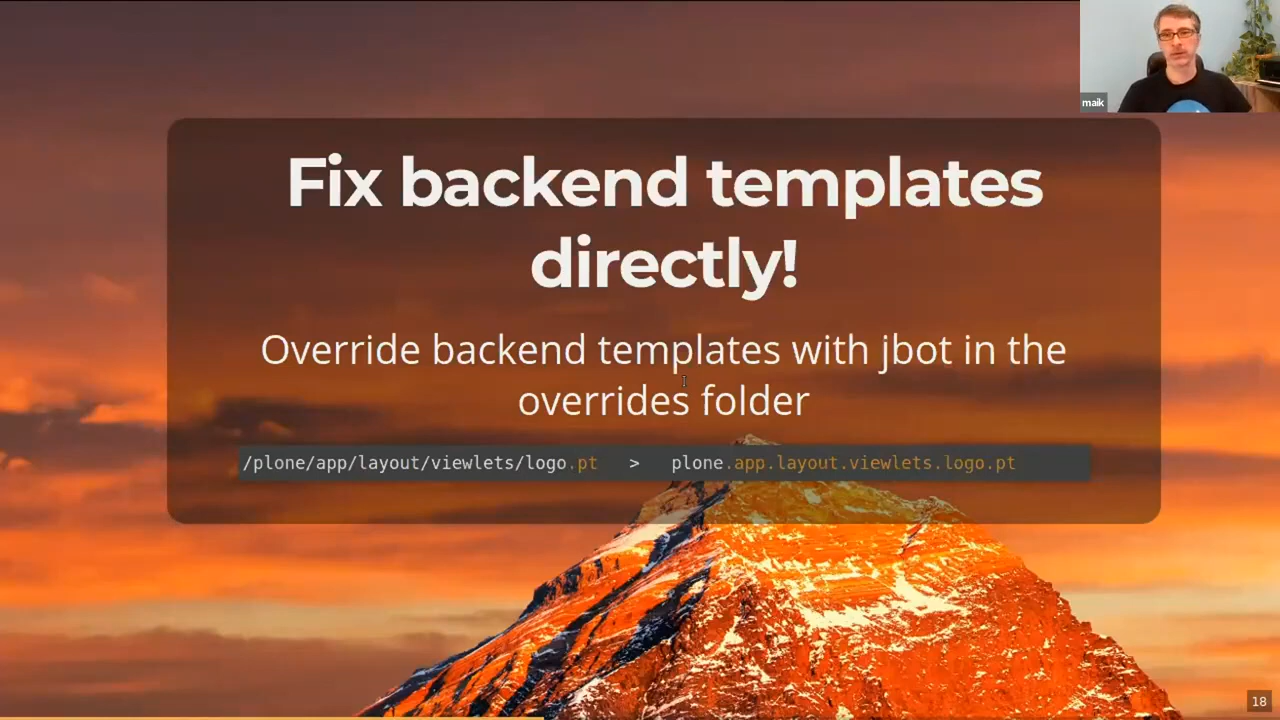 maik
Fix backend templates
directly!
Override backend templates with jbot in the
overrides folder
/plone/app/layout/viewlets/logo.pt > plone.app.layout.viewlets.logo.pt
18